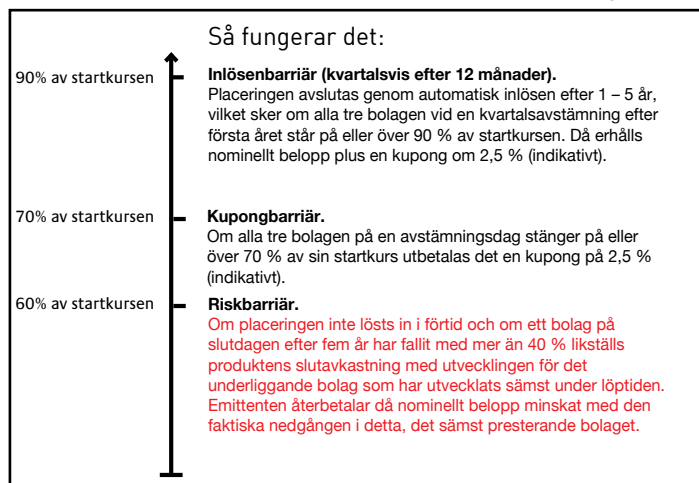 Så fungerar det:
90% av startkursen
Inlösenbarriär (kvartalsvis efter 12 månader).
Placeringen avslutas genom automatisk inlösen efter 1 – 5 år,
vilket sker om alla tre bolagen vid en kvartalsavstämning efter
första året står på eller över 90 % av startkursen. Då erhålls
nominellt belopp plus en kupong om 2,5 % (indikativt).
70% av startkursen
Kupongbarriär.
Om alla tre bolagen på en avstämningsdag stänger på eller
över 70 % av sin startkurs utbetalas det en kupong på 2,5 %
(indikativt).
60% av startkursen
Riskbarriär.
Om placeringen inte lösts in i förtid och om ett bolag på
slutdagen efter fem år har fallit med mer än 40 % likställs
produktens slutavkastning med utvecklingen för det
underliggande bolag som har utvecklats sämst under löptiden.
Emittenten återbetalar då nominellt belopp minskat med den
faktiska nedgången i detta, det sämst presterande bolaget.